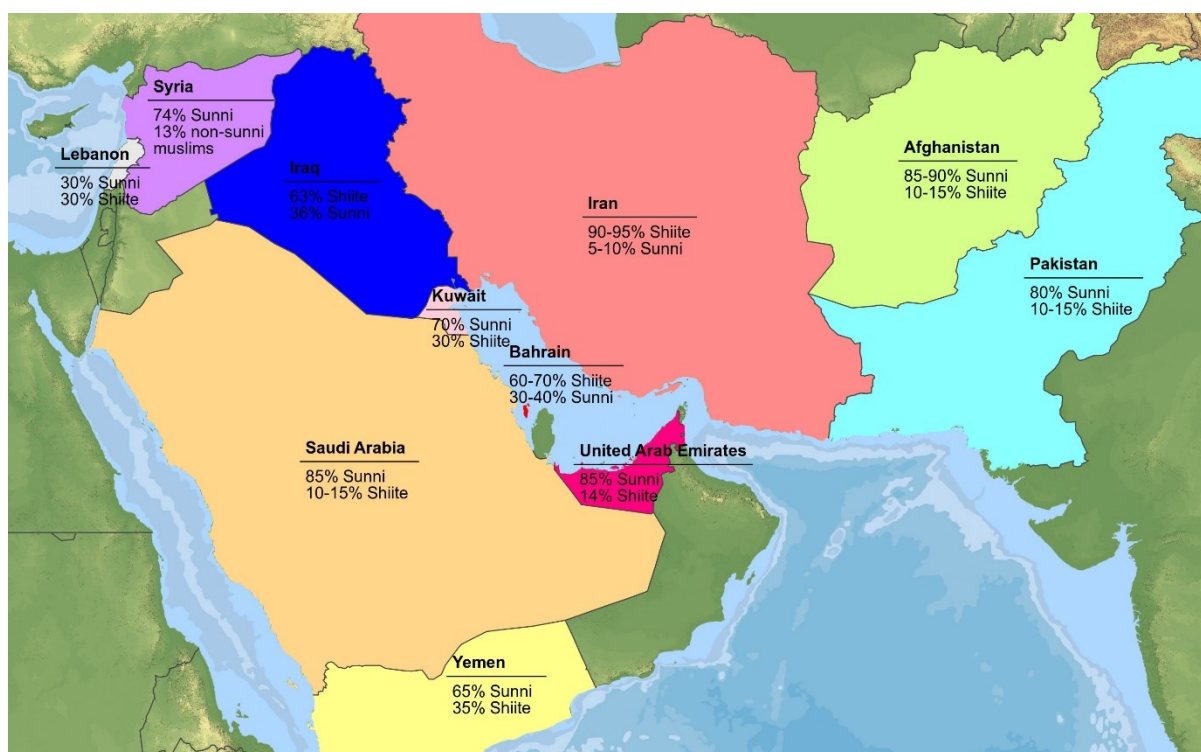 Syria
74% Sunni
13% non-sunni
muslims
Lebanon
30% Sunni
30% Shiite
Iraq
63% Shiite
36% Sunni
Iran
90-95% Shiite
5-10% Sunni
Afghanistan
85-90% Sunni
10-15% Shiite
Pakistan
80% Sunni
10-15% Shiite
Kuwait
70% Sunni
30% Shiite
Bahrain
60-70% Shiite
30-40% Sunni
Saudi Arabia
85% Sunni
10-15% Shiite
United Arab Emirates
85% Sunni
14% Shiite
Yemen
65% Sunni
35% Shiite